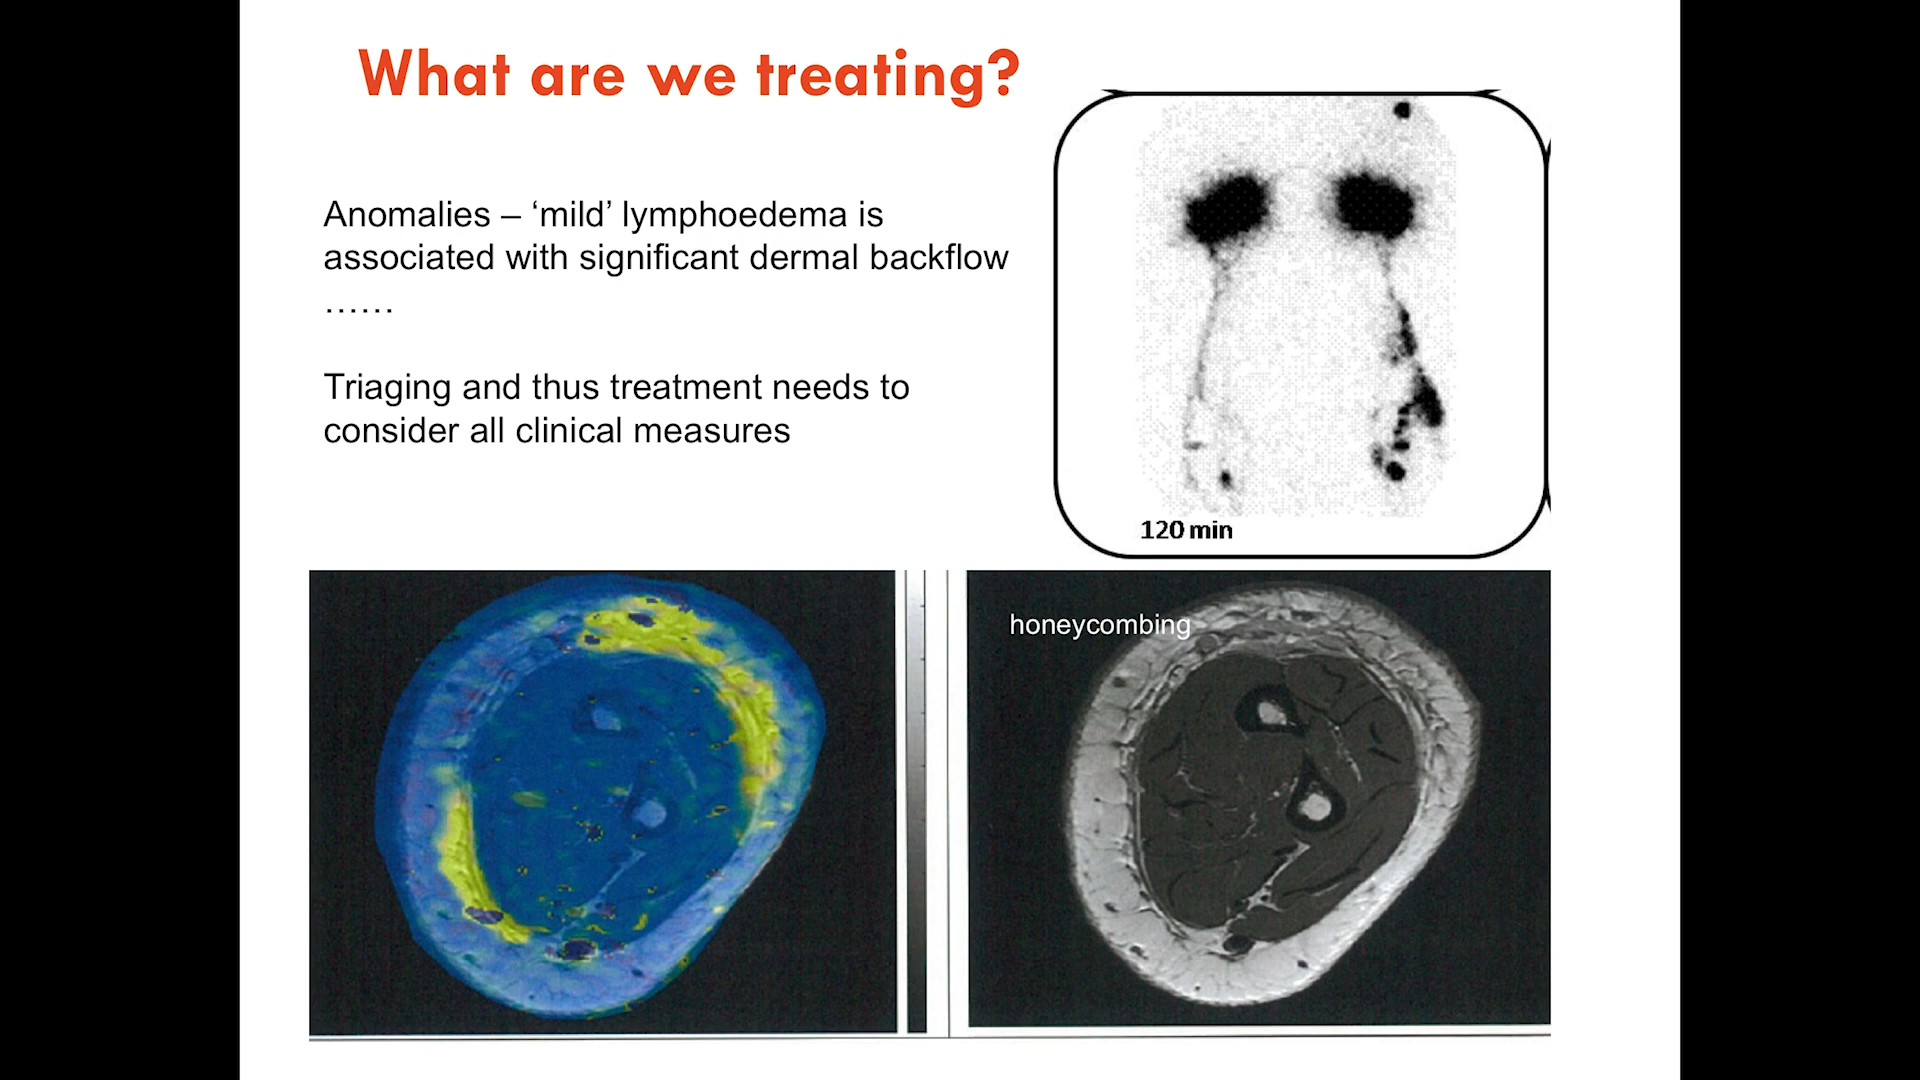 What are we treating?
Anomalies – ‘mild’ lymphoedema is
associated with significant dermal backflow
……
Triaging and thus treatment needs to
consider all clinical measures
120 min
honeycombing